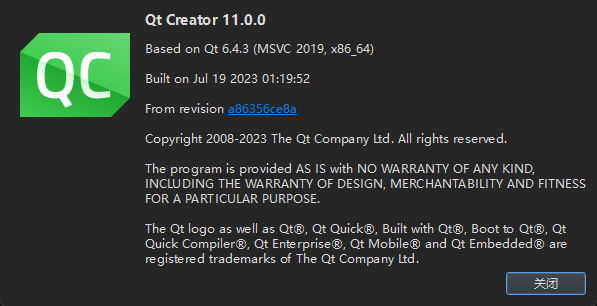 Qt Creator 11.0.0
Based on Qt 6.4.3 (MSVC 2019, x86_64)
QC
Built on Jul 19 2023 01:19:52
From revision a86356ce8a
Copyright 2008-2023 The Qt Company Ltd. All rights reserved.
The program is provided AS IS with NO WARRANTY OF ANY KIND,
INCLUDING THE WARRANTY OF DESIGN, MERCHANTABILITY AND FITNESS
FOR A PARTICULAR PURPOSE.
The Qt logo as well as Qt®, Qt Quick®, Built with Qt®, Boot to Qt®, Qt
Quick Compiler®, Qt Enterprise®, Qt Mobile® and Qt Embedded® are
registered trademarks of The Qt Company Ltd.
关闭